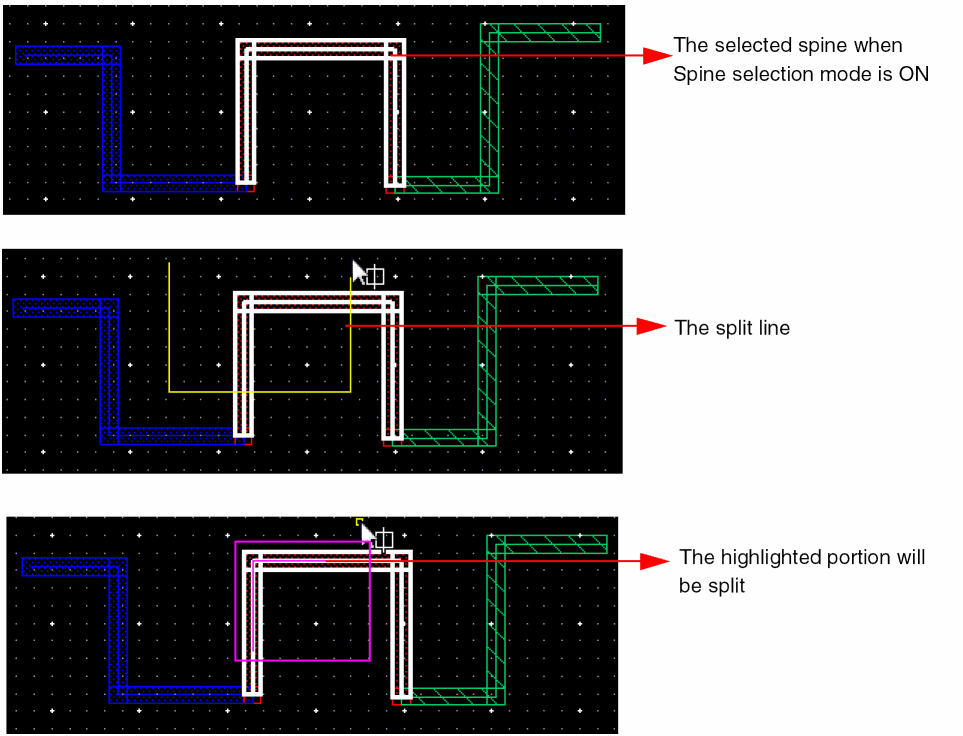 The selected spine when
Spine selection mode is ON
The split line
The highlighted portion will
be split